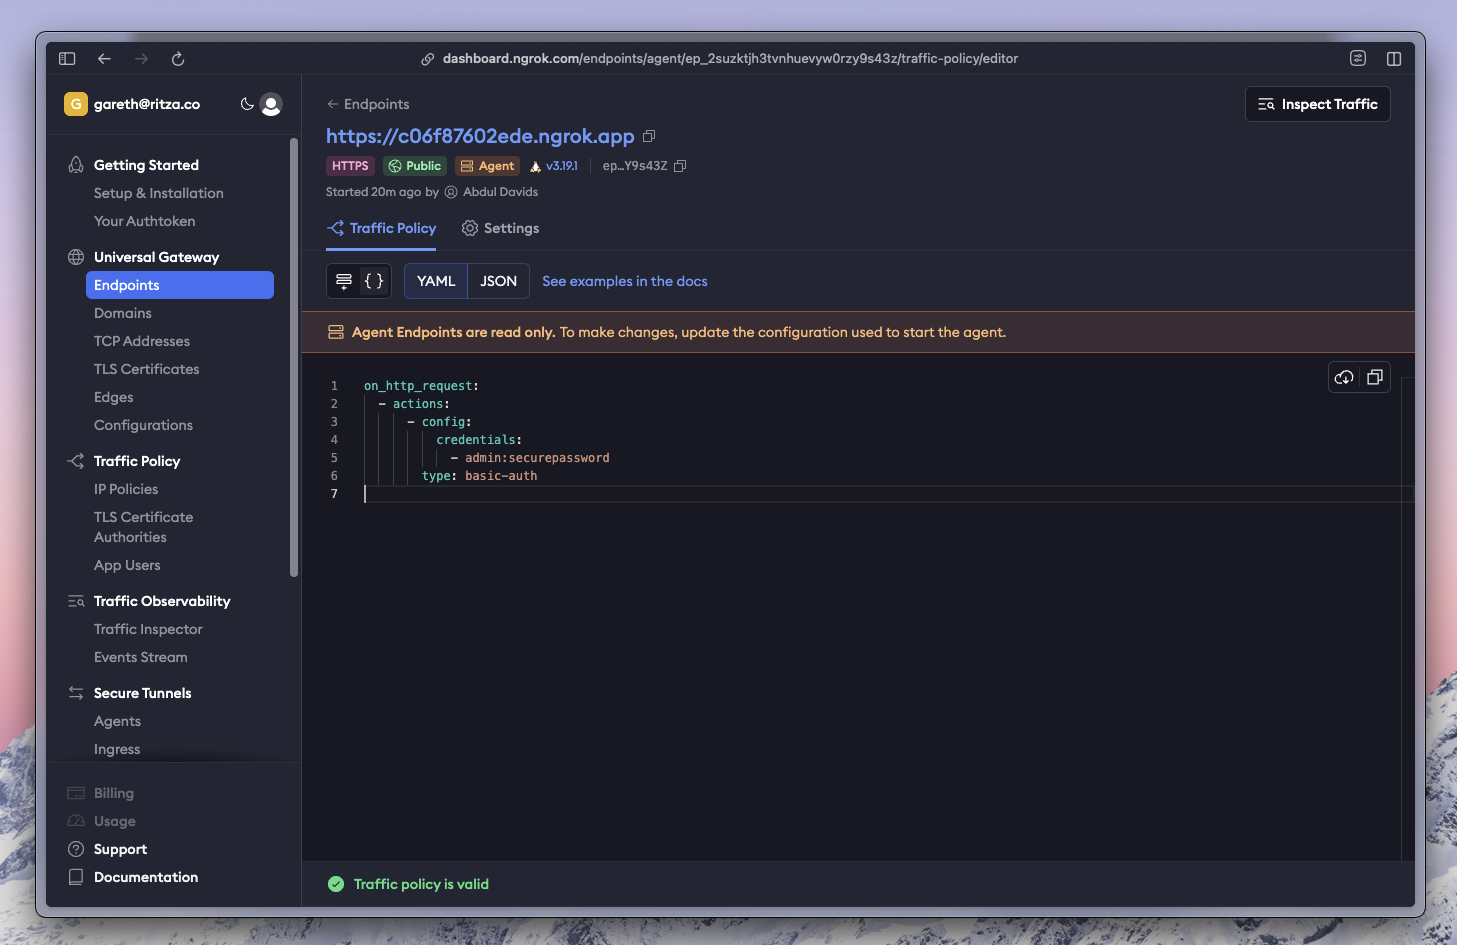 dashboard.ngrok.com/endpoints/agent/ep_2suzktjh3tvnhuevyw0rzy9s43z/traffic-policy/editor
G gareth@ritza.co
Getting Started
Setup & Installation
Your Authtoken
Universal Gateway
Endpoints
Domains
TCP Addresses
TLS Certificates
Edges
Configurations
Traffic Policy
IP Policies
TLS Certificate
Authorities
App Users
Traffic Observability
Traffic Inspector
Events Stream
Secure Tunnels
Agents
Ingress
Billing
Usage
Support
Documentation
← Endpoints
Inspect Traffic
https://c06f87602ede.ngrok.app
HTTPS Public Agent v3.19.1 ep...Y9s43Z
Started 20m ago by Abdul Davids
Traffic Policy Settings
{ } YAML JSON See examples in the docs
Agent Endpoints are read only. To make changes, update the configuration used to start the agent.
1 on_http_request:
2 - actions:
3 - config:
4 credentials:
5 - admin:securepassword
6 type: basic-auth
7
Traffic policy is valid